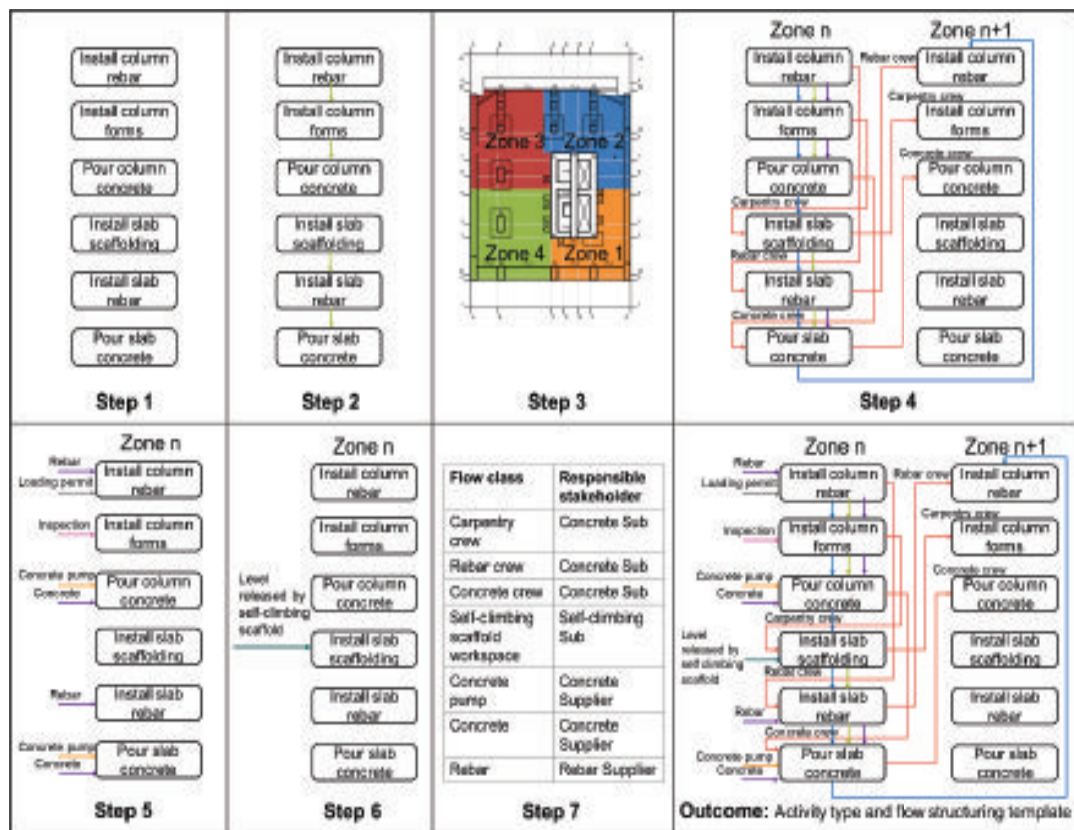 Install column
rebar
Install column
forms
Pour column
concrete
Install slab
scaffolding
Install slab
rebar
Pour slab
concrete
Step 1
Install column
rebar
Install column
forms
Pour column
concrete
Install slab
scaffolding
Install slab
rebar
Pour slab
concrete
Step 2
Zone 3
Zone 2
Zone 4
Zone 1
Step 3
Zone n
Zone n+1
Install column
rebar
Rebar crew
Install column
rebar
Install column
forms
Carpentry crew
Install column
forms
Pour column
concrete
Concrete crew
Pour column
concrete
Carpentry crew
Install slab
scaffolding
Install slab
scaffolding
Rebar crew
Install slab
rebar
Install slab
rebar
Concrete crew
Pour slab
concrete
Pour slab
concrete
Step 4
Zone n
Rebar
Loading permit
Install column
rebar
Inspection
Install column
forms
Concrete pump
Concrete
Pour column
concrete
Install slab
scaffolding
Rebar
Install slab
rebar
Concrete pump
Concrete
Pour slab
concrete
Step 5
Zone n
Install column
rebar
Install column
forms
Pour column
concrete
Level
released by
self-climbing
scaffold
Install slab
scaffolding
Install slab
rebar
Pour slab
concrete
Step 6
Flow class
Responsible
stakeholder
Carpentry
crew
Concrete Sub
Rebar crew
Concrete Sub
Concrete crew
Concrete Sub
Self-climbing
scaffold
workspace
Self-climbing
Sub
Concrete
pump
Concrete
Supplier
Concrete
Concrete
Supplier
Rebar
Rebar Supplier
Step 7
Zone n
Zone n+1
Rebar
Loading permit
Install column
rebar
Rebar crew
Install column
rebar
Inspection
Install column
forms
Carpentry crew
Install column
forms
Concrete pump
Concrete
Pour column
concrete
Concrete crew
Pour column
concrete
Carpentry crew
Level
released by
self-climbing
scaffold
Install slab
scaffolding
Install slab
scaffolding
Rebar crew
Rebar
Install slab
rebar
Install slab
rebar
Concrete crew
Concrete pump
Concrete
Pour slab
concrete
Pour slab
concrete
Outcome: Activity type and flow structuring template